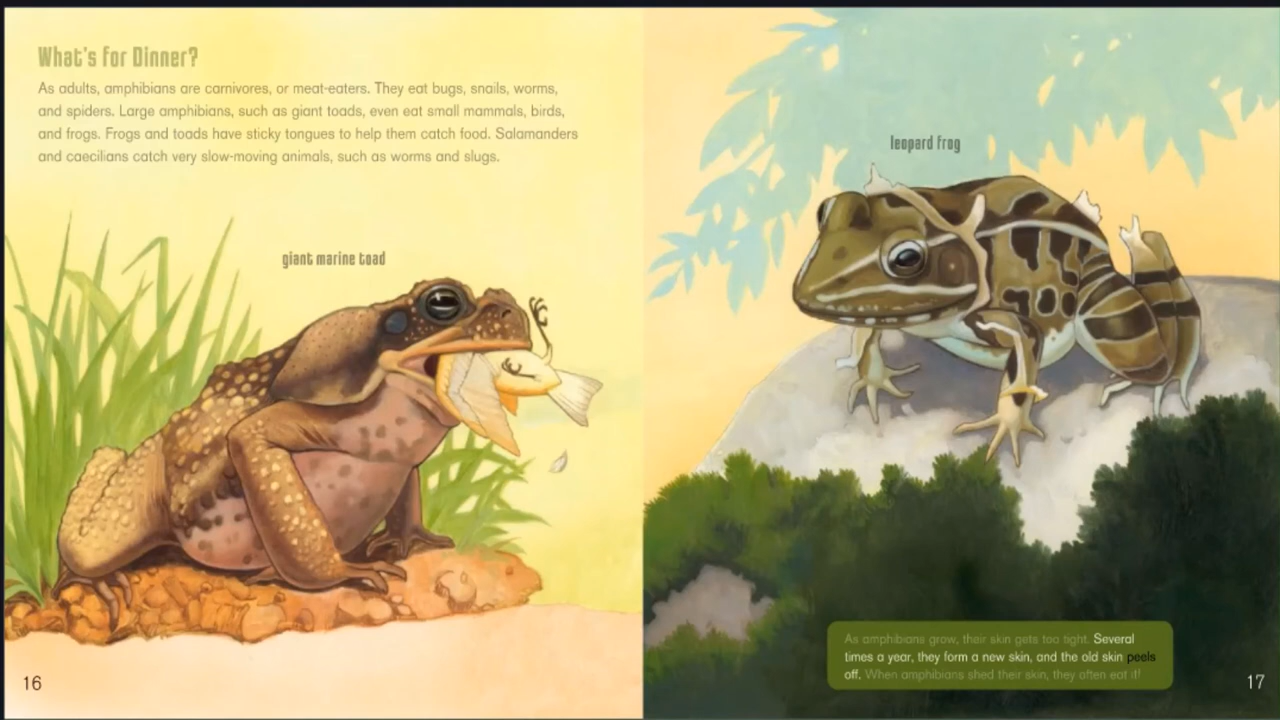 What's for Dinner?
As adults, amphibians are carnivores, or meat-eaters. They eat bugs, snails, worms,
and spiders. Large amphibians, such as giant toads, even eat small mammals, birds,
and frogs. Frogs and toads have sticky tongues to help them catch food. Salamanders
and caecilians catch very slow-moving animals, such as worms and slugs.
giant marine toad
16
leopard frog
As amphibians grow, their skin gets too tight. Several
times a year, they form a new skin, and the old skin peels
off. When amphibians shed their skin, they often eat it!
17